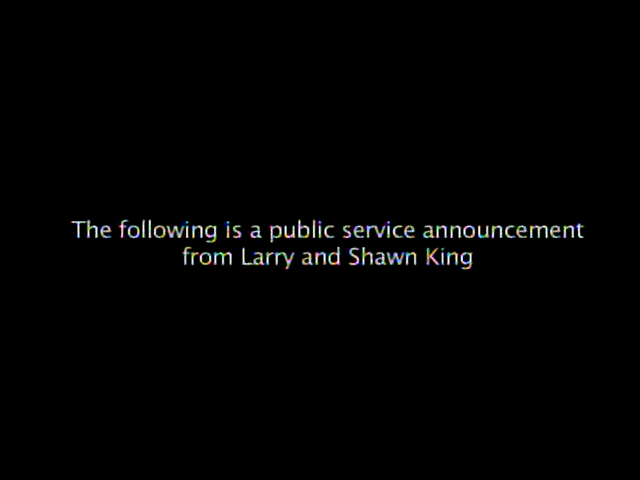 The following is a public service announcement
from Larry and Shawn King